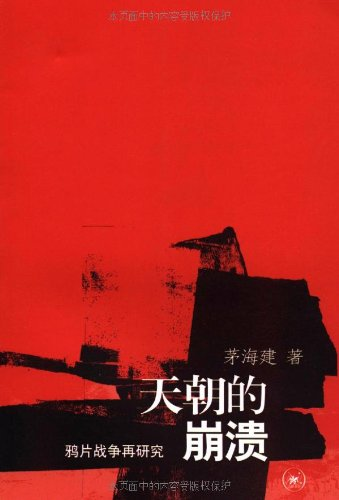 本页面中的内容受版权保护
茅海建 著
天朝的
崩溃
鸦片战争再研究
本页面中的内容受版权保护